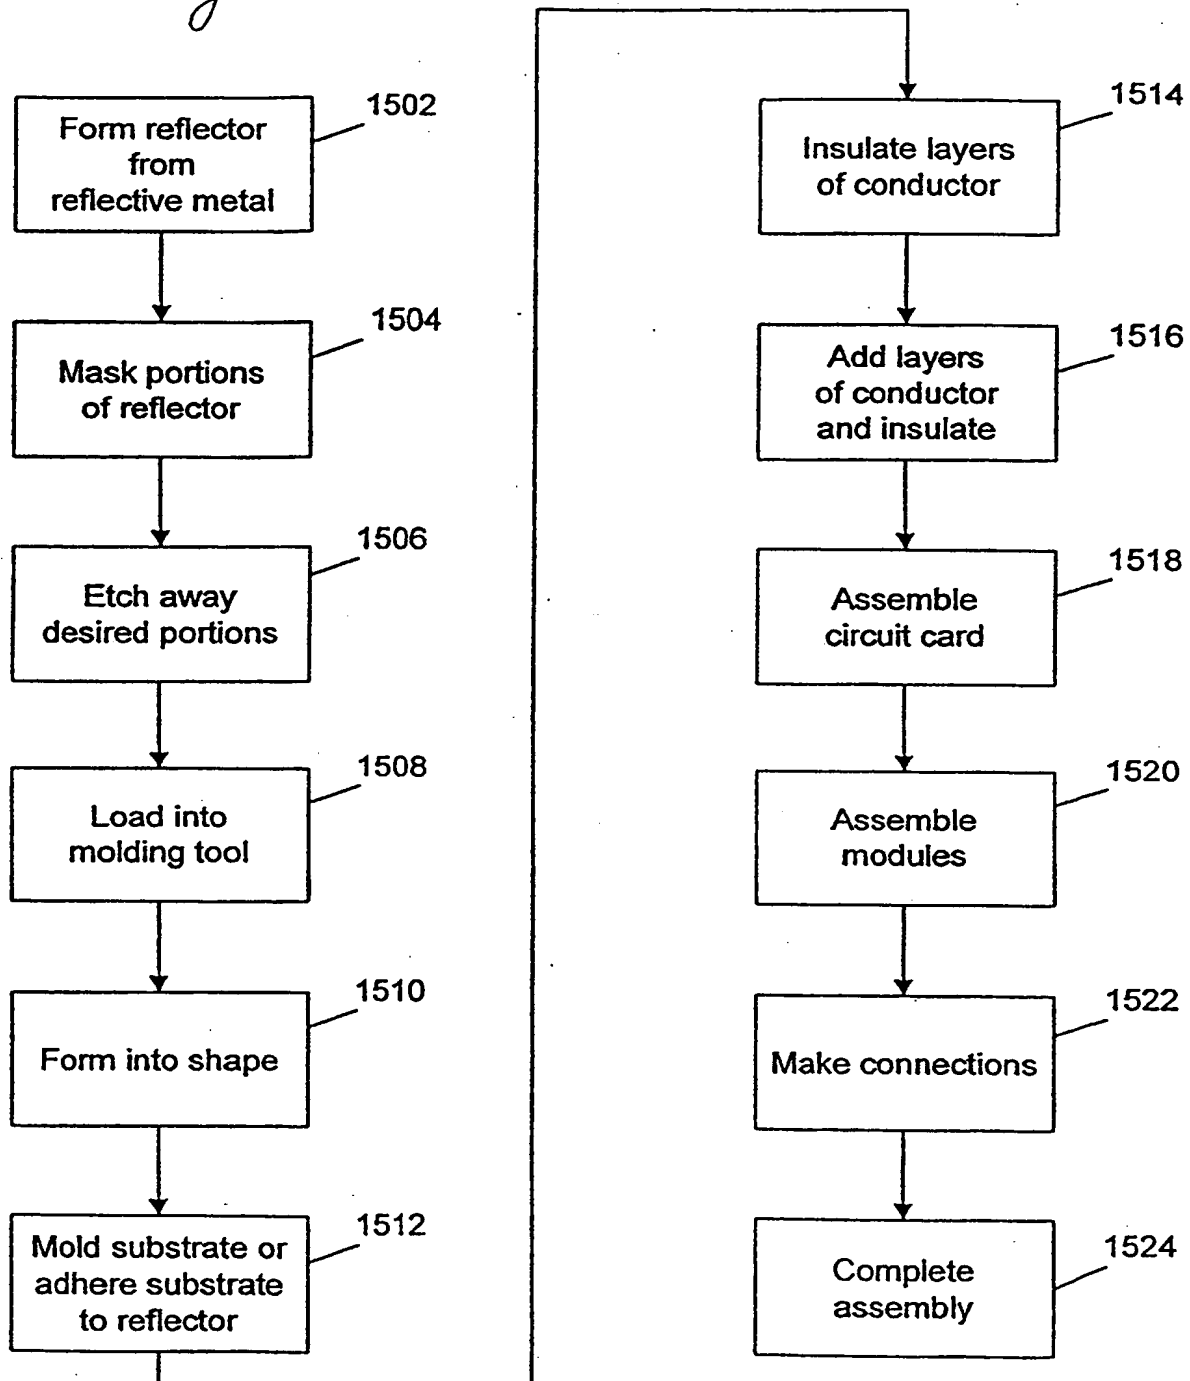 1502
Form reflector
from
reflective metal
1504
Mask portions
of reflector
1506
Etch away
desired portions
1508
Load into
molding tool
1510
Form into shape
1512
Mold substrate or
adhere substrate
to reflector
1514
Insulate layers
of conductor
1516
Add layers
of conductor
and insulate
1518
Assemble
circuit card
1520
Assemble
modules
1522
Make connections
1524
Complete
assembly